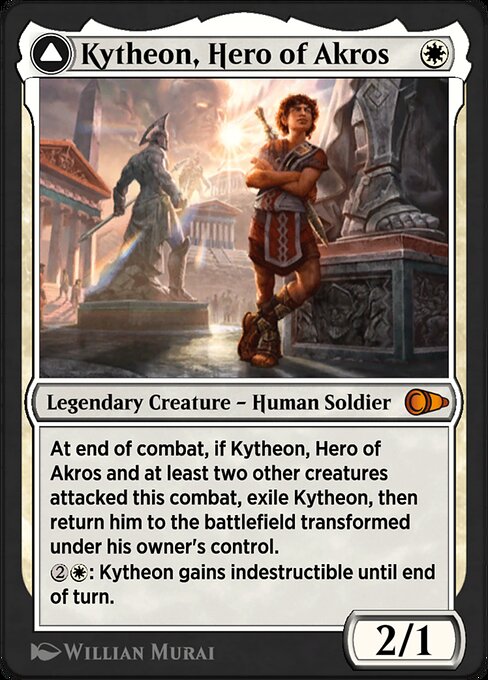 Kytheon, Hero of Akros
Legendary Creature – Human Soldier
At end of combat, if Kytheon, Hero of
Akros and at least two other creatures
attacked this combat, exile Kytheon, then
return him to the battlefield transformed
under his owner's control.
2: Kytheon gains indestructible until end
of turn.
2/1
Willian Murai